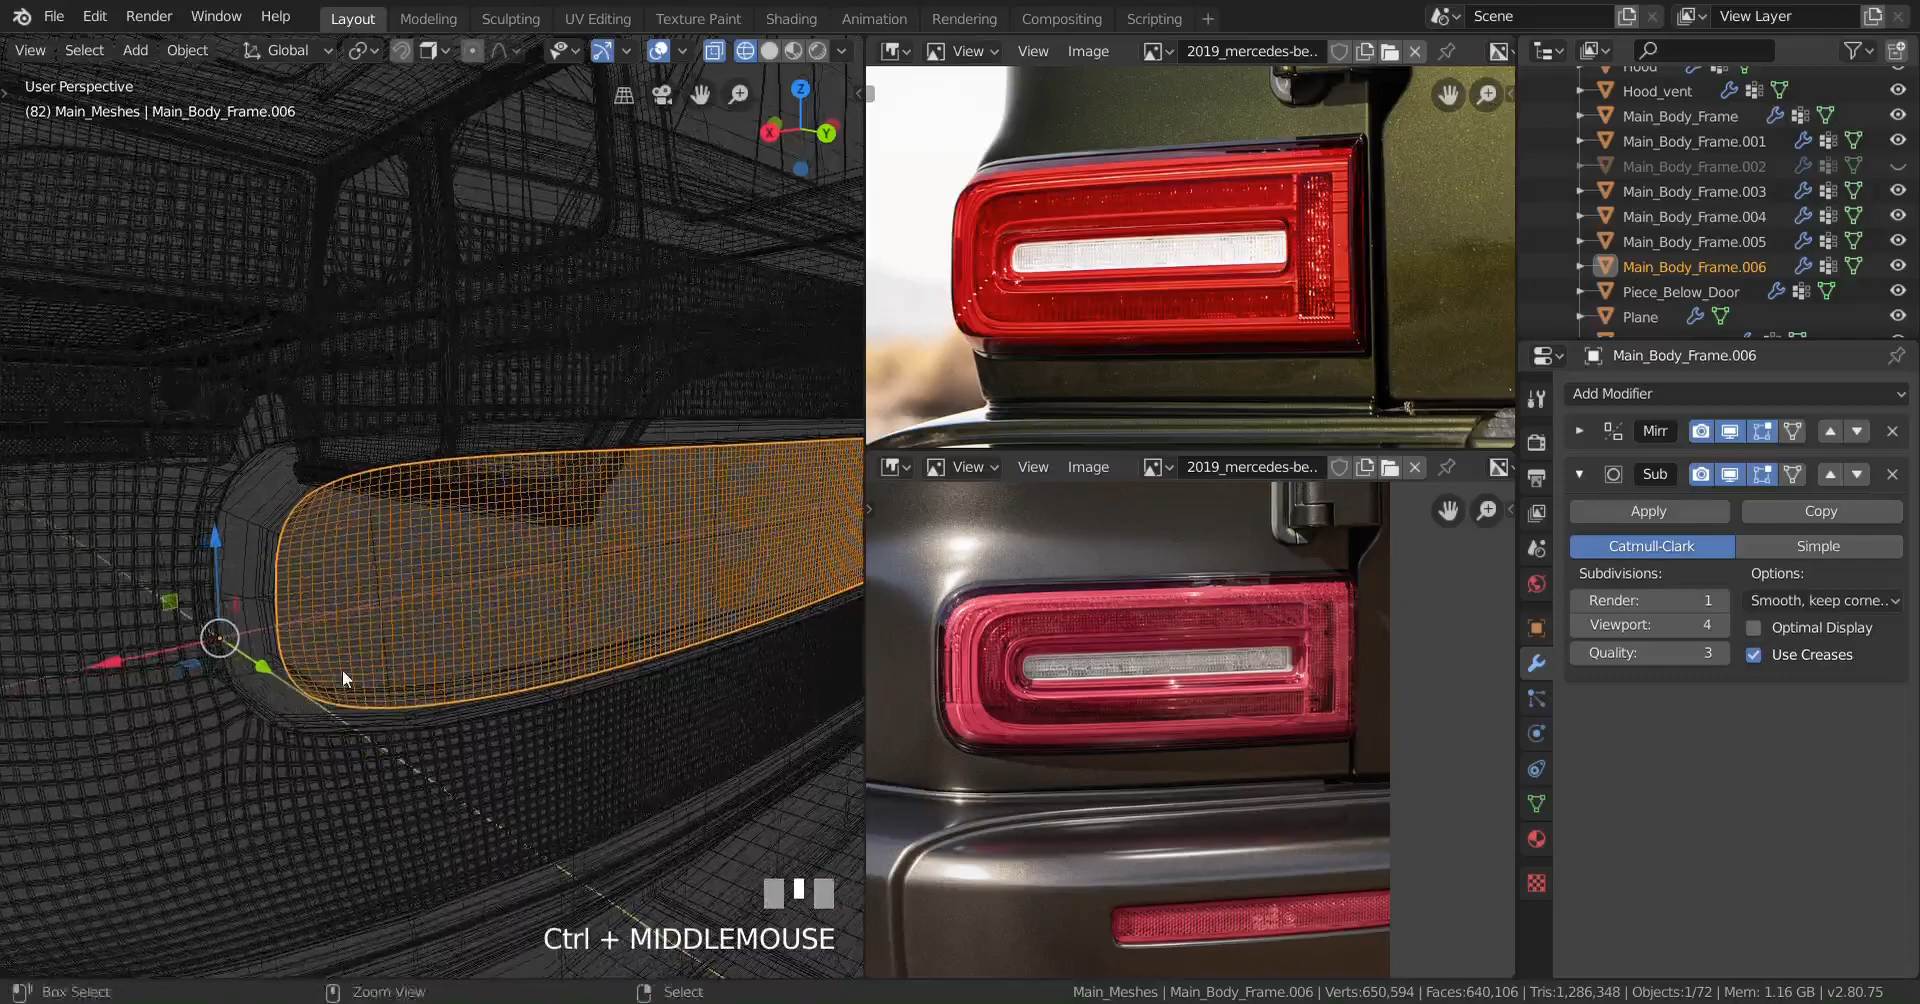 File Edit Render Window Help Layout Modeling Sculpting UV Editing Texture Paint Shading Animation Rendering Compositing Scripting + Scene View Layer
View Select Add Object Global View View Image 2019_mercedes-be..
User Perspective
(82) Main_Meshes | Main_Body_Frame.006
Z
X
Y
Hood
Hood_vent
Main_Body_Frame
Main_Body_Frame.001
Main_Body_Frame.002
Main_Body_Frame.003
Main_Body_Frame.004
Main_Body_Frame.005
Main_Body_Frame.006
Piece_Below_Door
Plane
Main_Body_Frame.006
Add Modifier
Mirr
Sub
Apply Copy
Catmull-Clark Simple
Subdivisions: Options:
Render: 1 Smooth, keep corne..
Viewport: 4 Optimal Display
Quality: 3 Use Creases
View View Image 2019_mercedes-be..
Ctrl + MIDDLEMOUSE
Box Select Zoom View Select Main_Meshes | Main_Body_Frame.006 | Verts:650,594 | Faces:640,106 | Tris:1,286,348 | Objects:1/72 | Mem: 1.16 GB | v2.80.75